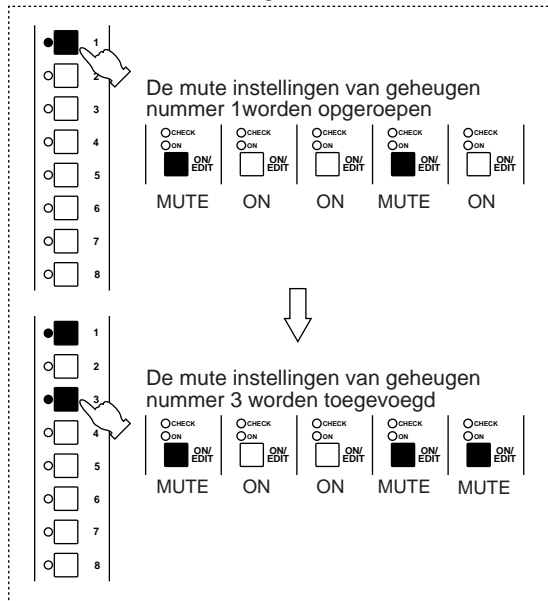 1
2
3
4
5
6
7
8
De mute instellingen van geheugen
nummer 1worden opgeroepen
CHECK CHECK CHECK CHECK CHECK
ON ON ON ON ON
ON/ ON/ ON/ ON/ ON/
EDIT EDIT EDIT EDIT EDIT
MUTE ON ON MUTE ON
1
2
3
4
5
6
7
8
De mute instellingen van geheugen
nummer 3 worden toegevoegd
CHECK CHECK CHECK CHECK CHECK
ON ON ON ON ON
ON/ ON/ ON/ ON/ ON/
EDIT EDIT EDIT EDIT EDIT
MUTE ON ON MUTE MUTE